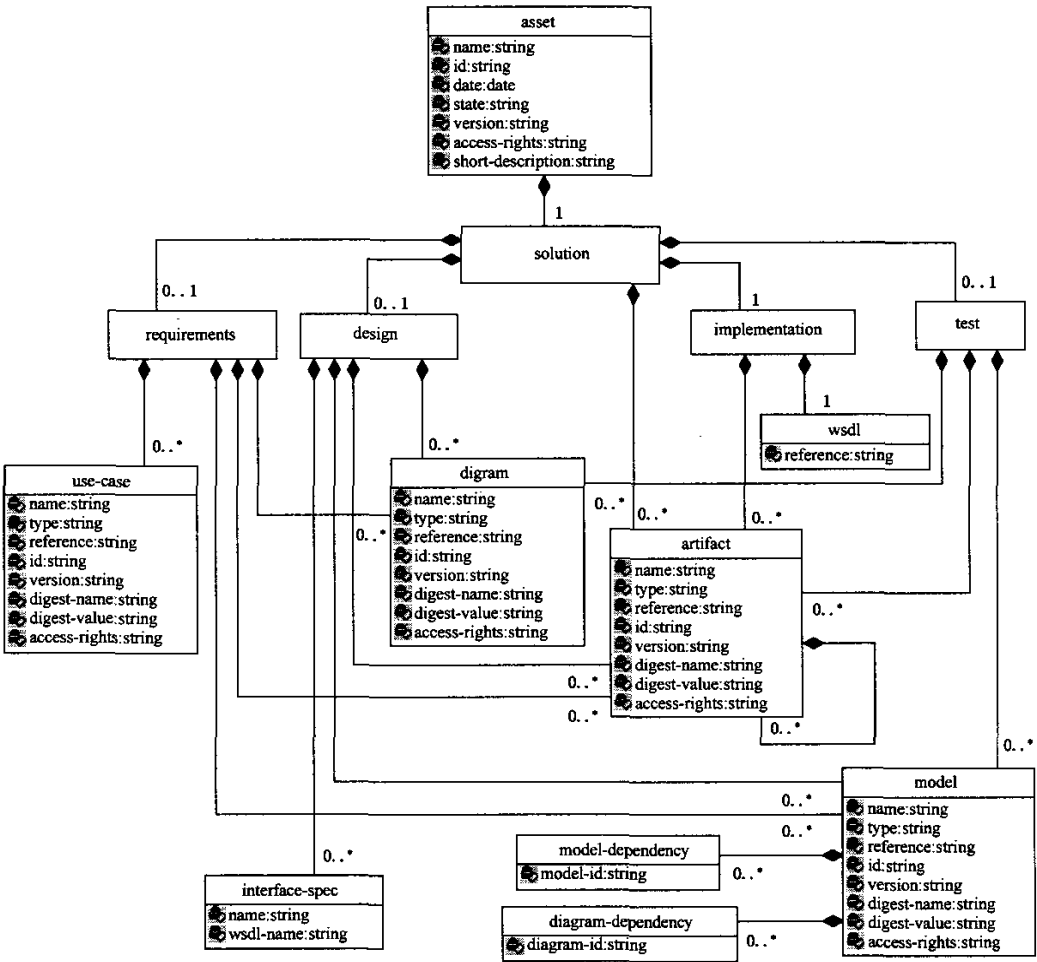 asset
name:string
id:string
date:date
state:string
version:string
access-rights:string
short-description:string
1
solution
0..1
0..1
1
0..1
requirements
design
implementation
test
0..*
0..*
1
wsdl
reference:string
use-case
name:string
type:string
reference:string
id:string
version:string
digest-name:string
digest-value:string
access-rights:string
digram
name:string
type:string
reference:string
id:string
version:string
digest-name:string
digest-value:string
access-rights:string
0..*
0..*
0..*
0..*
artifact
name:string
type:string
reference:string
id:string
version:string
digest-name:string
digest-value:string
access-rights:string
0..*
0..*
0..*
0..*
0..*
model
name:string
type:string
reference:string
id:string
version:string
digest-name:string
digest-value:string
access-rights:string
0..*
0..*
model-dependency
model-id:string
0..*
diagram-dependency
diagram-id:string
0..*
0..*
interface-spec
name:string
wsdl-name:string